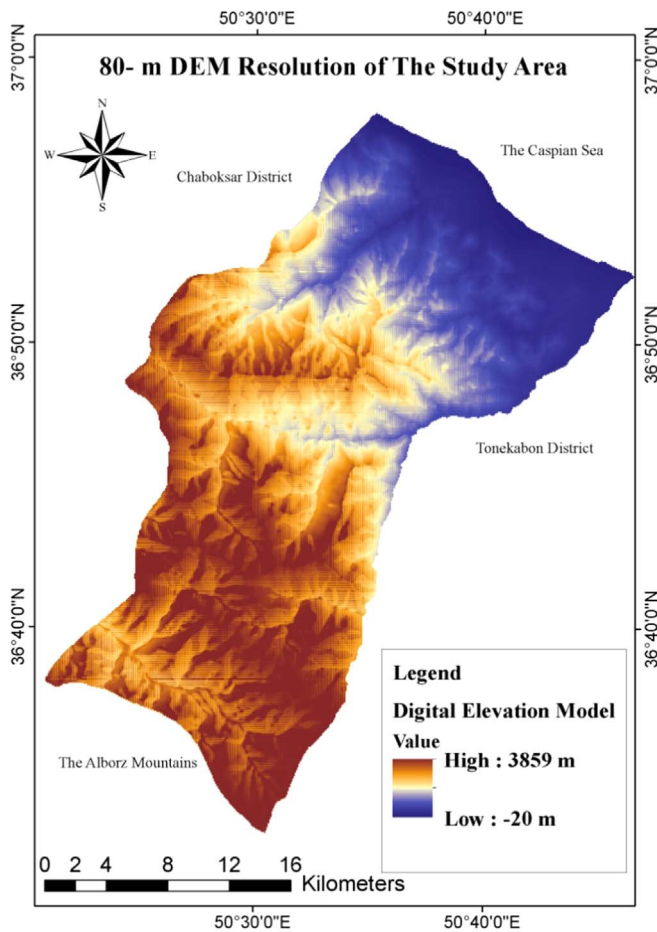 50°30'0"E 50°40'0"E
37°0'0"N 37°0'0"N
80- m DEM Resolution of The Study Area
N
W E
S
The Caspian Sea
Chaboksar District
36°50'0"N 36°50'0"N
Tonekabon District
36°40'0"N 36°40'0"N
Legend
Digital Elevation Model
Value
High : 3859 m
Low : -20 m
The Alborz Mountains
0 2 4 8 12 16
Kilometers
50°30'0"E 50°40'0"E